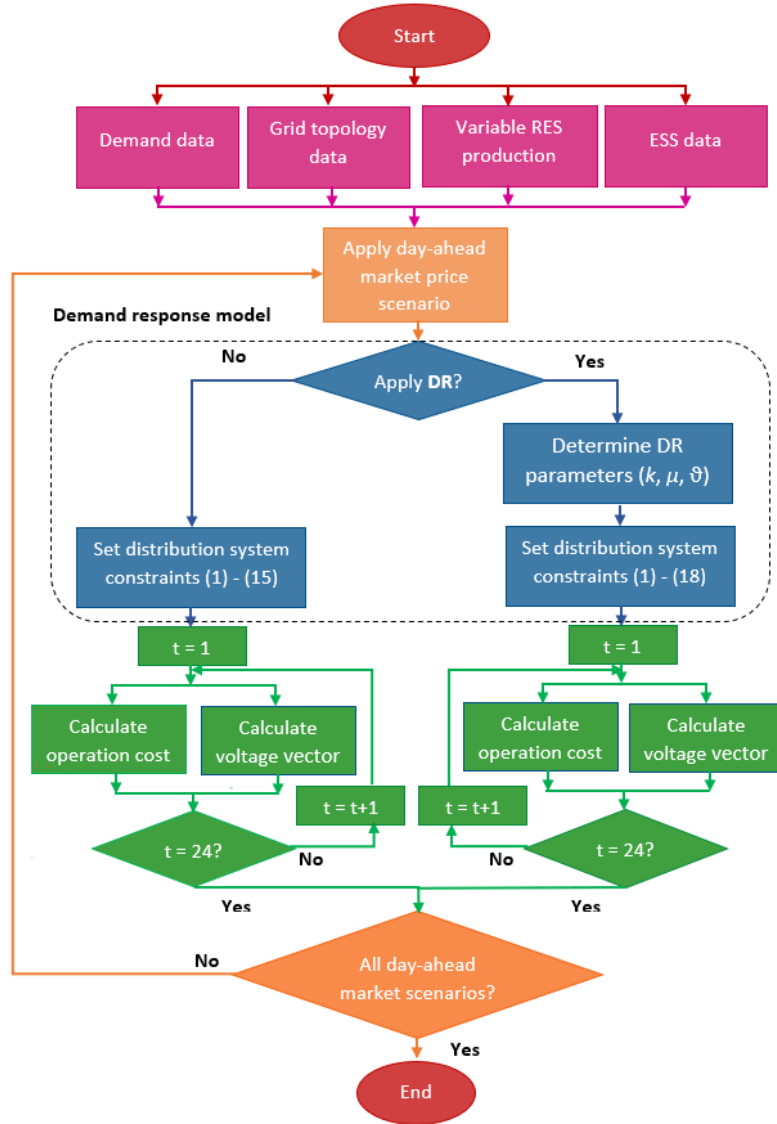 Start
Demand data
Grid topology
data
Variable RES
production
ESS data
Apply day-ahead
market price
scenario
Demand response model
No
Yes
Apply DR?
Determine DR
parameters (k, μ, ϑ)
Set distribution system
constraints (1) - (15)
Set distribution system
constraints (1) - (18)
t = 1
t = 1
Calculate
operation cost
Calculate
voltage vector
Calculate
operation cost
Calculate
voltage vector
t = t+1
t = t+1
t = 24?
No
No
t = 24?
Yes
Yes
No
All day-ahead
market scenarios?
Yes
End